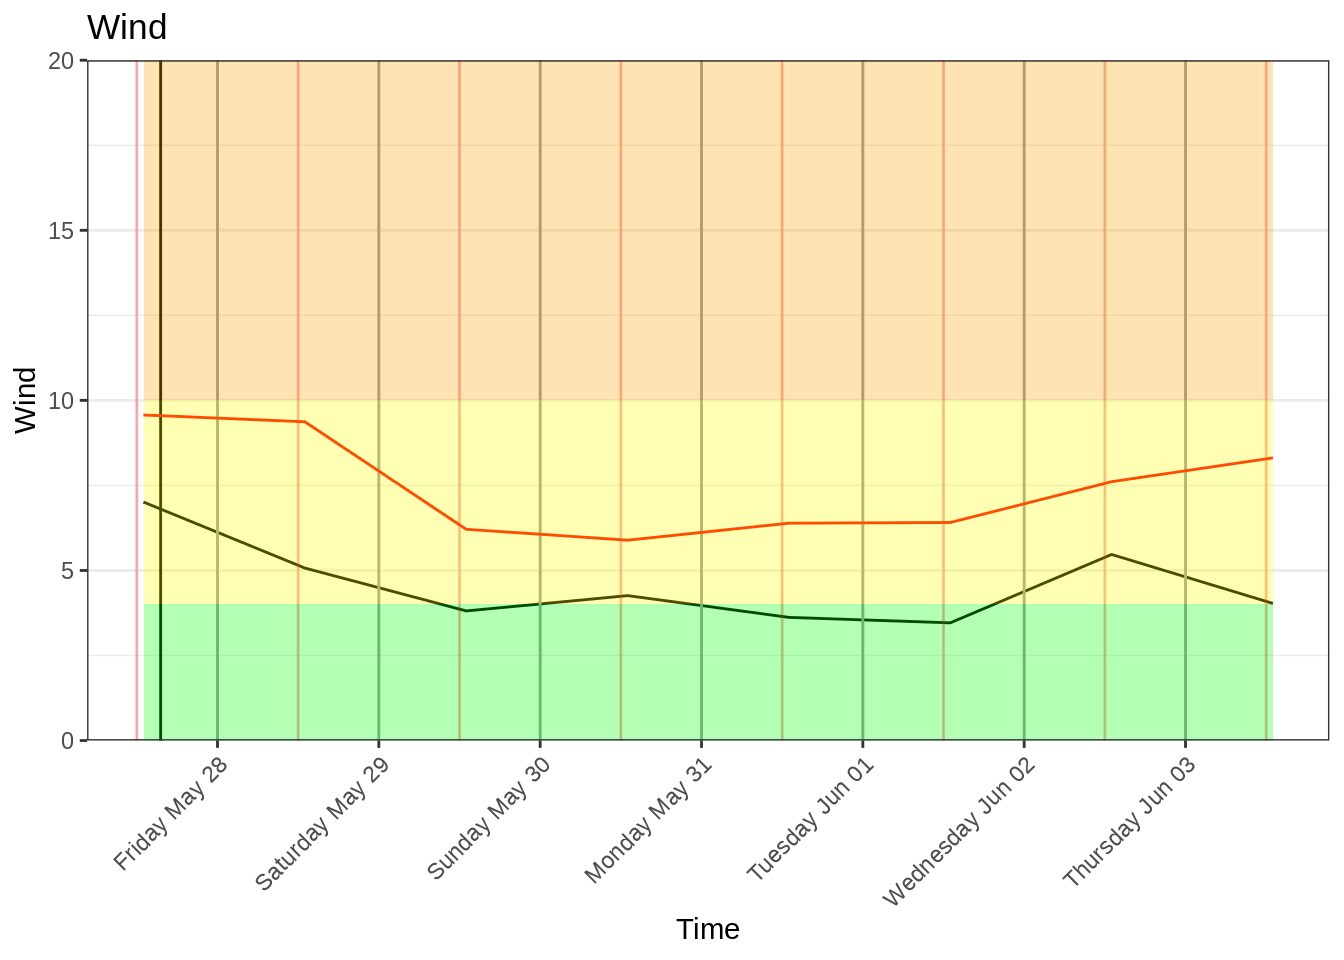 Wind
20
15
10
5
0
Wind
Friday May 28
Saturday May 29
Sunday May 30
Monday May 31
Tuesday Jun 01
Wednesday Jun 02
Thursday Jun 03
Time